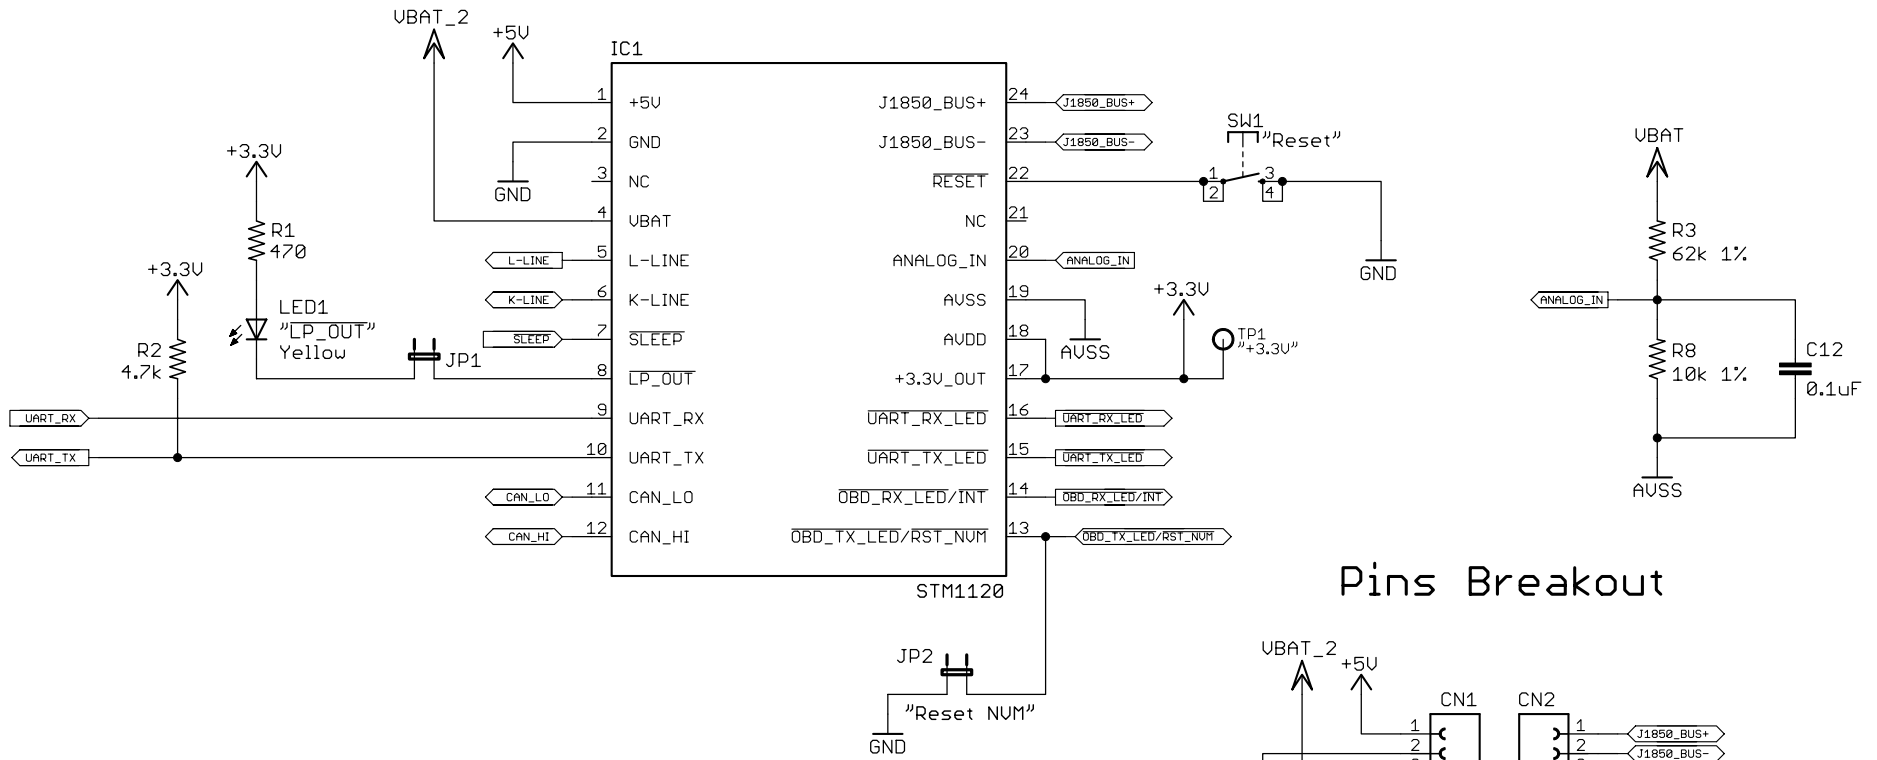 VBAT_2
+5V
IC1
1 +5V
2 GND
3 NC
4 VBAT
5 L-LINE
6 K-LINE
7 SLEEP
8 LP_OUT
9 UART_RX
10 UART_TX
11 CAN_LO
12 CAN_HI
J1850_BUS+ 24
J1850_BUS- 23
RESET 22
NC 21
ANALOG_IN 20
AVSS 19
AVDD 18
+3.3V_OUT 17
UART_RX_LED 16
UART_TX_LED 15
OBD_RX_LED/INT 14
OBD_TX_LED/RST_NVM 13
STM1120
GND
+3.3V
R1
470
+3.3V
LED1
"LP_OUT"
Yellow
R2
4.7k
JP1
L-LINE
K-LINE
SLEEP
UART_RX
UART_TX
CAN_LO
CAN_HI
J1850_BUS+
J1850_BUS-
SW1
"Reset"
1 3
2 4
GND
ANALOG_IN
+3.3V
TP1
"+3.3V"
AVSS
UART_RX_LED
UART_TX_LED
OBD_RX_LED/INT
OBD_TX_LED/RST_NVM
JP2
"Reset NVM"
GND
VBAT
R3
62k 1%
ANALOG_IN
R8
10k 1%
C12
0.1uF
AVSS
Pins Breakout
VBAT_2
+5V
CN1
CN2
1
2
1
2
J1850_BUS+
J1850_BUS-